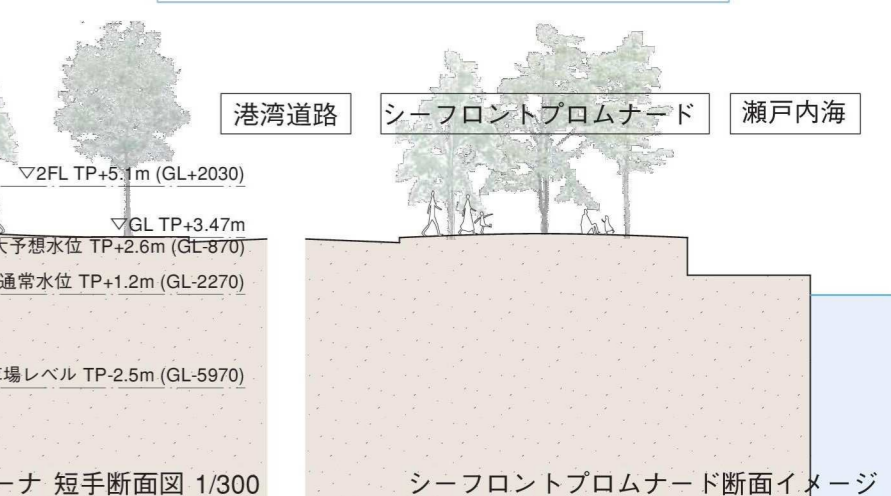 港湾道路
シーフロントプロムナード
瀬戸内海
▽2FL TP+5.1m (GL+2030)
▽GL TP+3.47m
大予想水位 TP+2.6m (GL-870)
通常水位 TP+1.2m (GL-2270)
場レベル TP-2.5m (GL-5970)
ーナ 短手断面図 1/300
シーフロントプロムナード断面イメージ